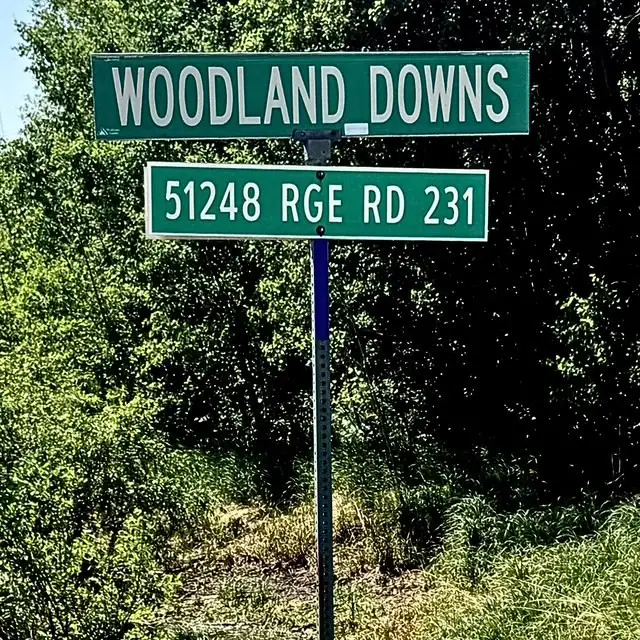 WOODLAND DOWNS
51248 RGE RD 231